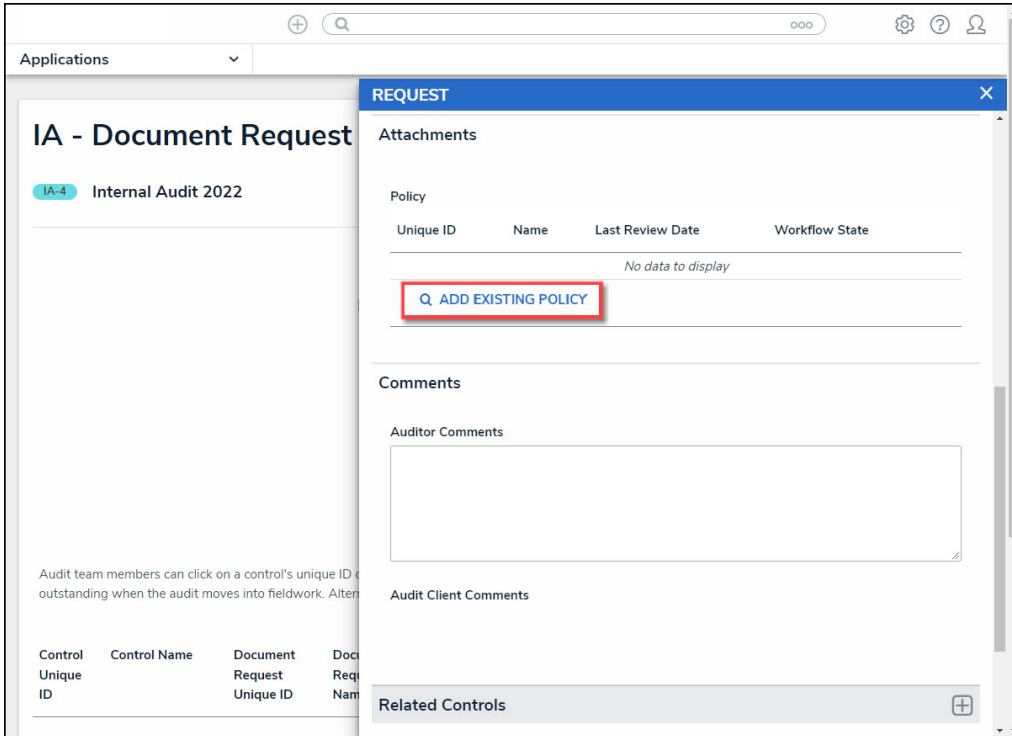 ooo
Applications
REQUEST
IA - Document Request
IA-4 Internal Audit 2022
Audit team members can click on a control's unique ID
outstanding when the audit moves into fieldwork.
Control Unique ID
Control Name
Document Request Unique ID
Attachments
Policy
Unique ID Name Last Review Date Workflow State
No data to display
ADD EXISTING POLICY
Comments
Auditor Comments
Audit Client Comments
Related Controls